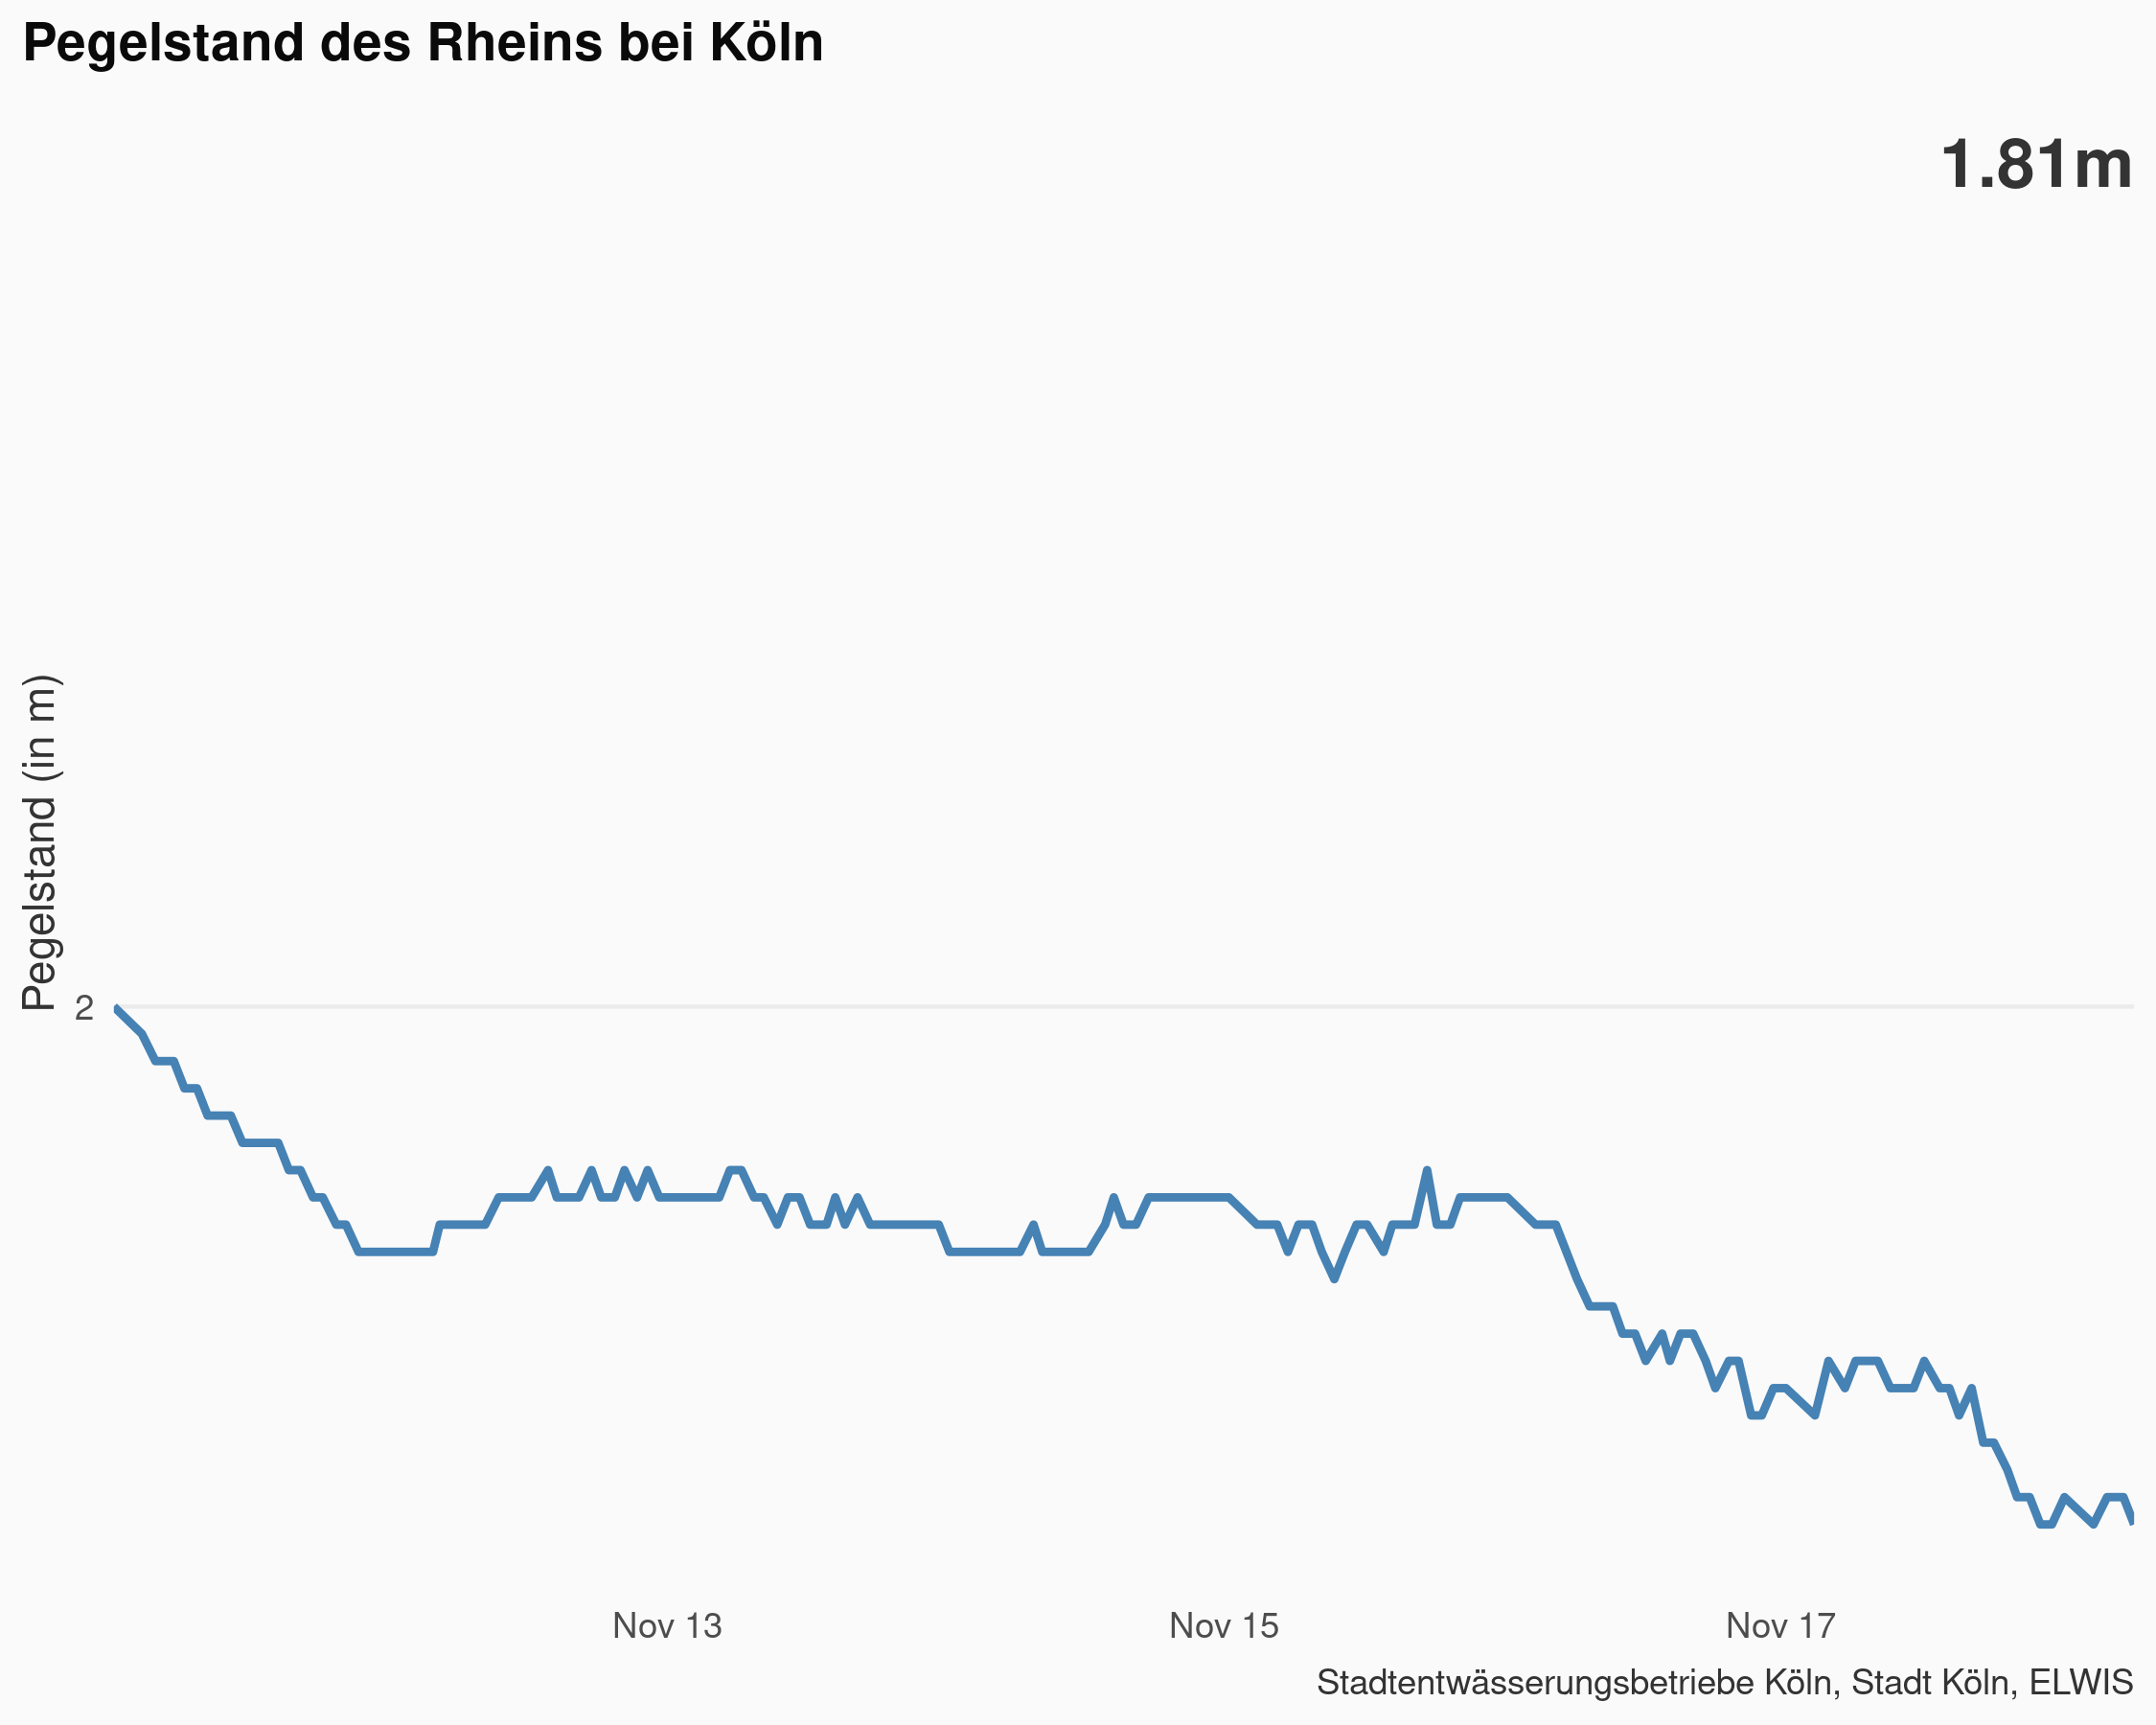 Pegelstand des Rheins bei Köln
1.81m
Pegelstand (in m)
2
Nov 13
Nov 15
Nov 17
Stadtentwässerungsbetriebe Köln, Stadt Köln, ELWIS